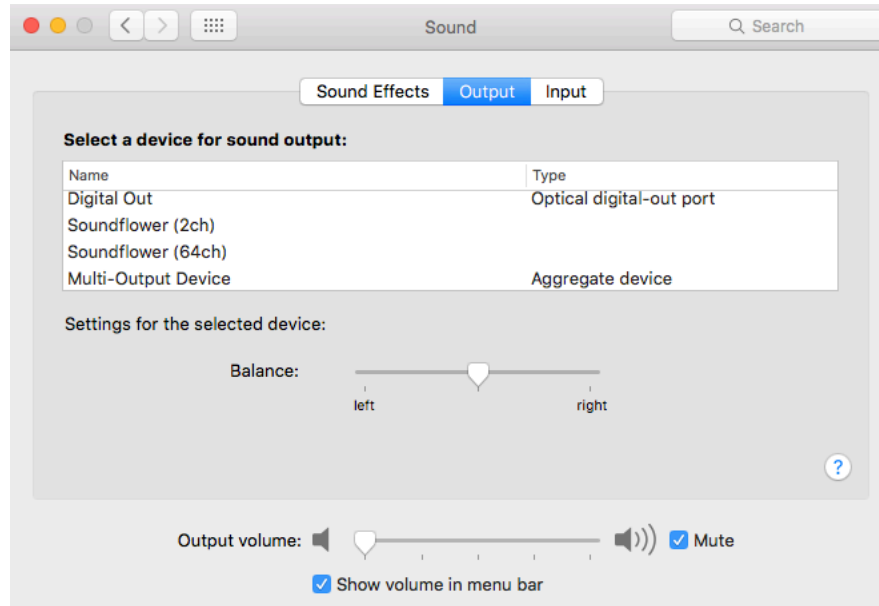 Sound
Search
Sound Effects Output Input
Select a device for sound output:
Name Type
Digital Out Optical digital-out port
Soundflower (2ch)
Soundflower (64ch)
Multi-Output Device Aggregate device
Settings for the selected device:
Balance:
left right
?
Output volume: Mute
Show volume in menu bar